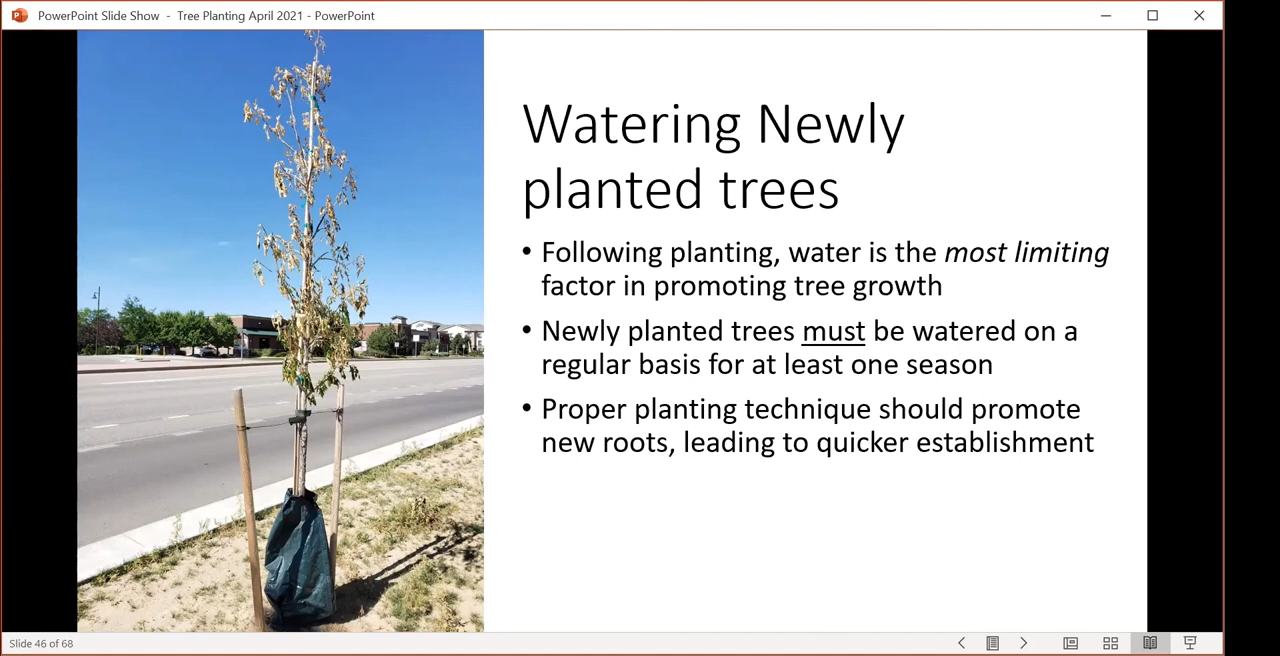 PowerPoint Slide Show - Tree Planting April 2021 - PowerPoint
Watering Newly
planted trees
• Following planting, water is the most limiting
factor in promoting tree growth
• Newly planted trees must be watered on a
regular basis for at least one season
• Proper planting technique should promote
new roots, leading to quicker establishment
Slide 46 of 68